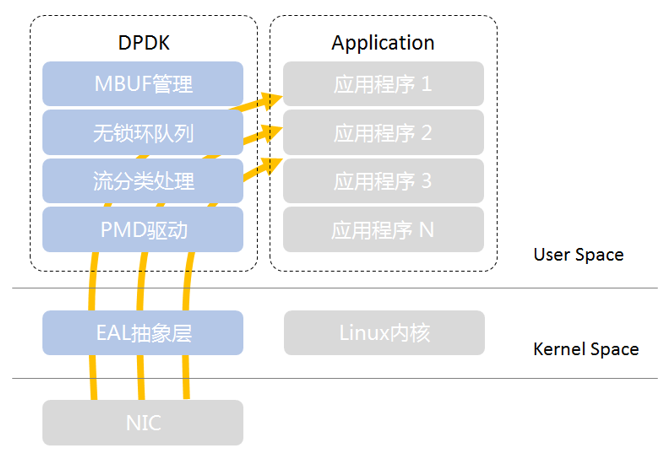 DPDK
MBUF管理
无锁环队列
流分类处理
PMD驱动
Application
应用程序 1
应用程序 2
应用程序 3
应用程序 N
User Space
EAL抽象层
Linux内核
Kernel Space
NIC